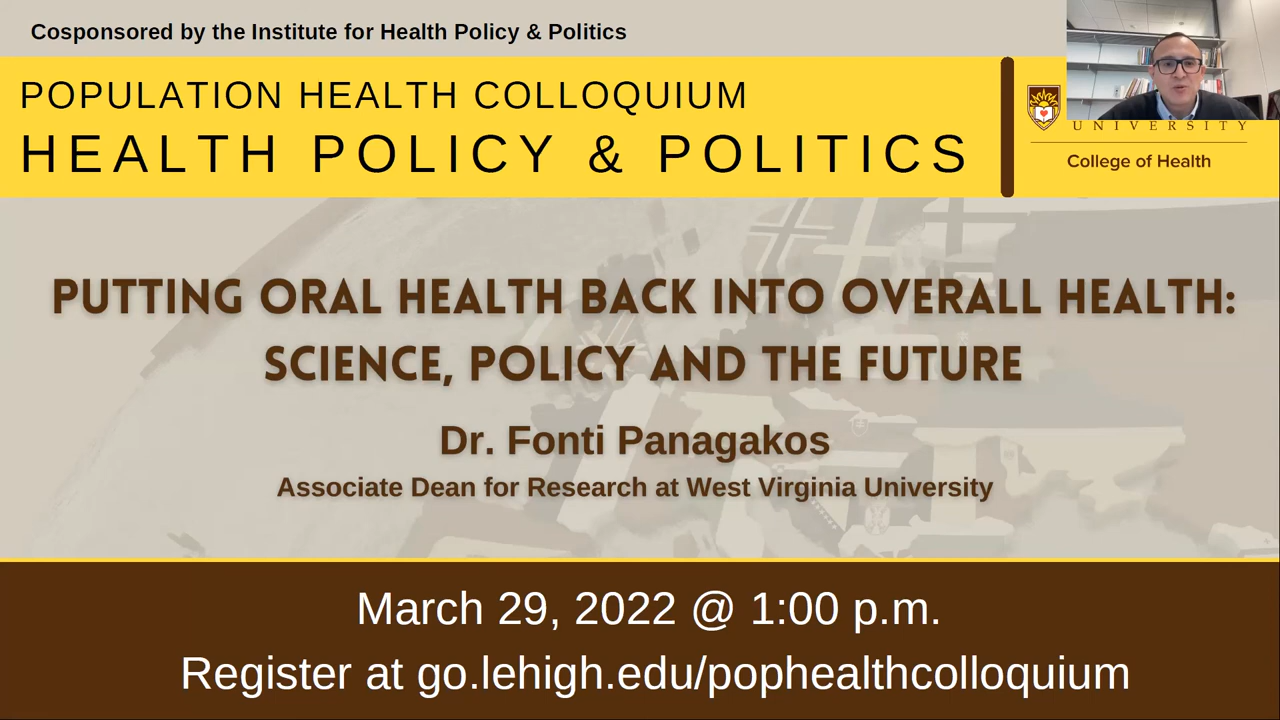 Cosponsored by the Institute for Health Policy & Politics
POPULATION HEALTH COLLOQUIUM
HEALTH POLICY & POLITICS
UNIVERSITY
College of Health
PUTTING ORAL HEALTH BACK INTO OVERALL HEALTH:
SCIENCE, POLICY AND THE FUTURE
Dr. Fonti Panagakos
Associate Dean for Research at West Virginia University
March 29, 2022 @ 1:00 p.m.
Register at go.lehigh.edu/pophealthcolloquium